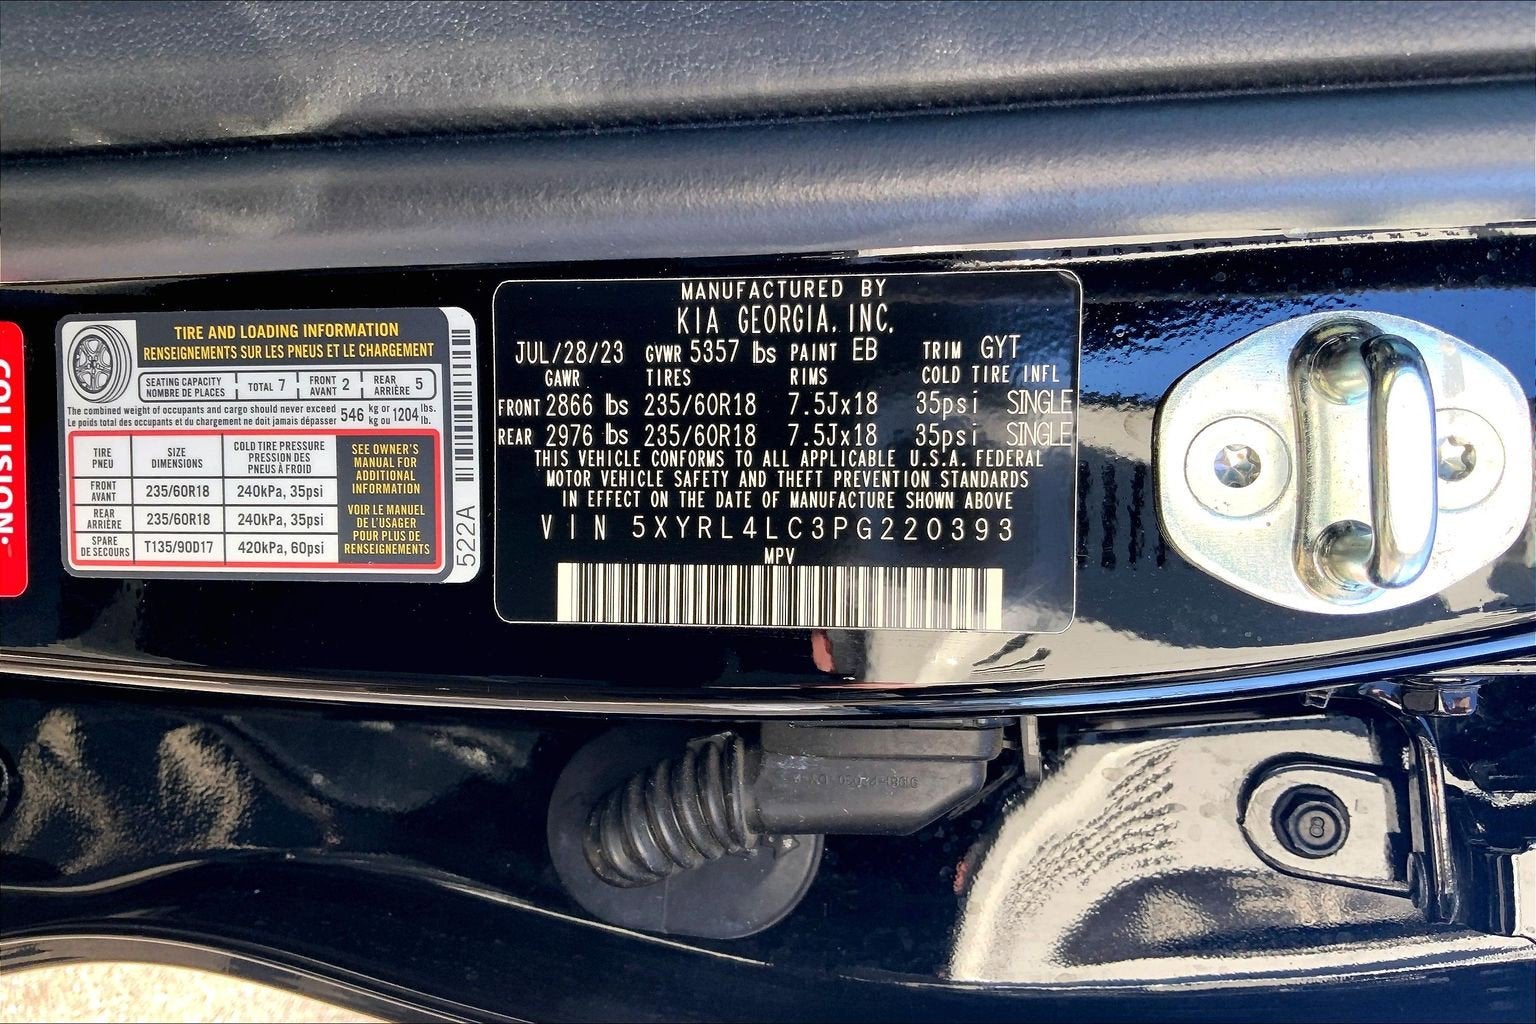 COLLISION.
TIRE AND LOADING INFORMATION
RENSEIGNEMENTS SUR LES PNEUS ET LE CHARGEMENT
SEATING CAPACITY
NOMBRE DE PLACES
TOTAL 7
FRONT
AVANT 2
REAR
ARRIÈRE 5
The combined weight of occupants and cargo should never exceed 546 kg or 1204 lbs.
Le poids total des occupants et du chargement ne doit jamais dépasser kg ou lb.
TIRE
PNEU
SIZE
DIMENSIONS
COLD TIRE PRESSURE
PRESSION DES
PNEUS À FROID
FRONT
AVANT
235/60R18
240kPa, 35psi
REAR
ARRIÈRE
235/60R18
240kPa, 35psi
SPARE
DE SECOURS
T135/90D17
420kPa, 60psi
SEE OWNER'S
MANUAL FOR
ADDITIONAL
INFORMATION
VOIR LE MANUEL
DE L'USAGER
POUR PLUS DE
RENSEIGNEMENTS
522A
MANUFACTURED BY
KIA GEORGIA, INC.
JUL/28/23 GVWR 5357 lbs PAINT EB TRIM GYT
GAWR TIRES RIMS COLD TIRE INFL
FRONT 2866 lbs 235/60R18 7.5Jx18 35psi SINGLE
REAR 2976 lbs 235/60R18 7.5Jx18 35psi SINGLE
THIS VEHICLE CONFORMS TO ALL APPLICABLE U.S.A. FEDERAL
MOTOR VEHICLE SAFETY AND THEFT PREVENTION STANDARDS
IN EFFECT ON THE DATE OF MANUFACTURE SHOWN ABOVE
VIN 5XYRL4LC3PG220393
MPV
8